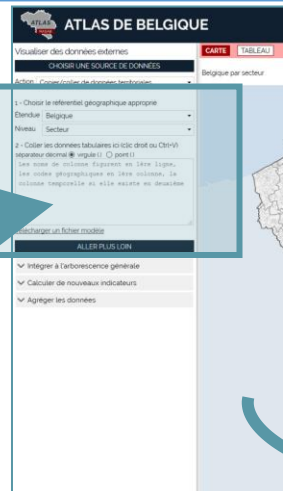 ATLAS DE BELGIQUE
Visualiser des données externes
CHOISIR UNE SOURCE DE DONNÉES
Action Copier/coller de données territoriales
1 - Choisir le référentiel géographique approprié
Etendue Belgique
Niveau Secteur
2 - Coller les données tabulaires ici (clic droit ou Ctrl+V)
séparateur décimal virgule (,) point (.)
Les noms de colonne figurent en 1ère ligne,
les codes géographiques en 1ère colonne, la
colonne temporelle si elle existe en deuxième
Télécharger un fichier modèle
ALLER PLUS LOIN
Intégrer à l'arborescence générale
Calculer de nouveaux indicateurs
Agréger les données
CARTE TABLEAU
Belgique par secteur